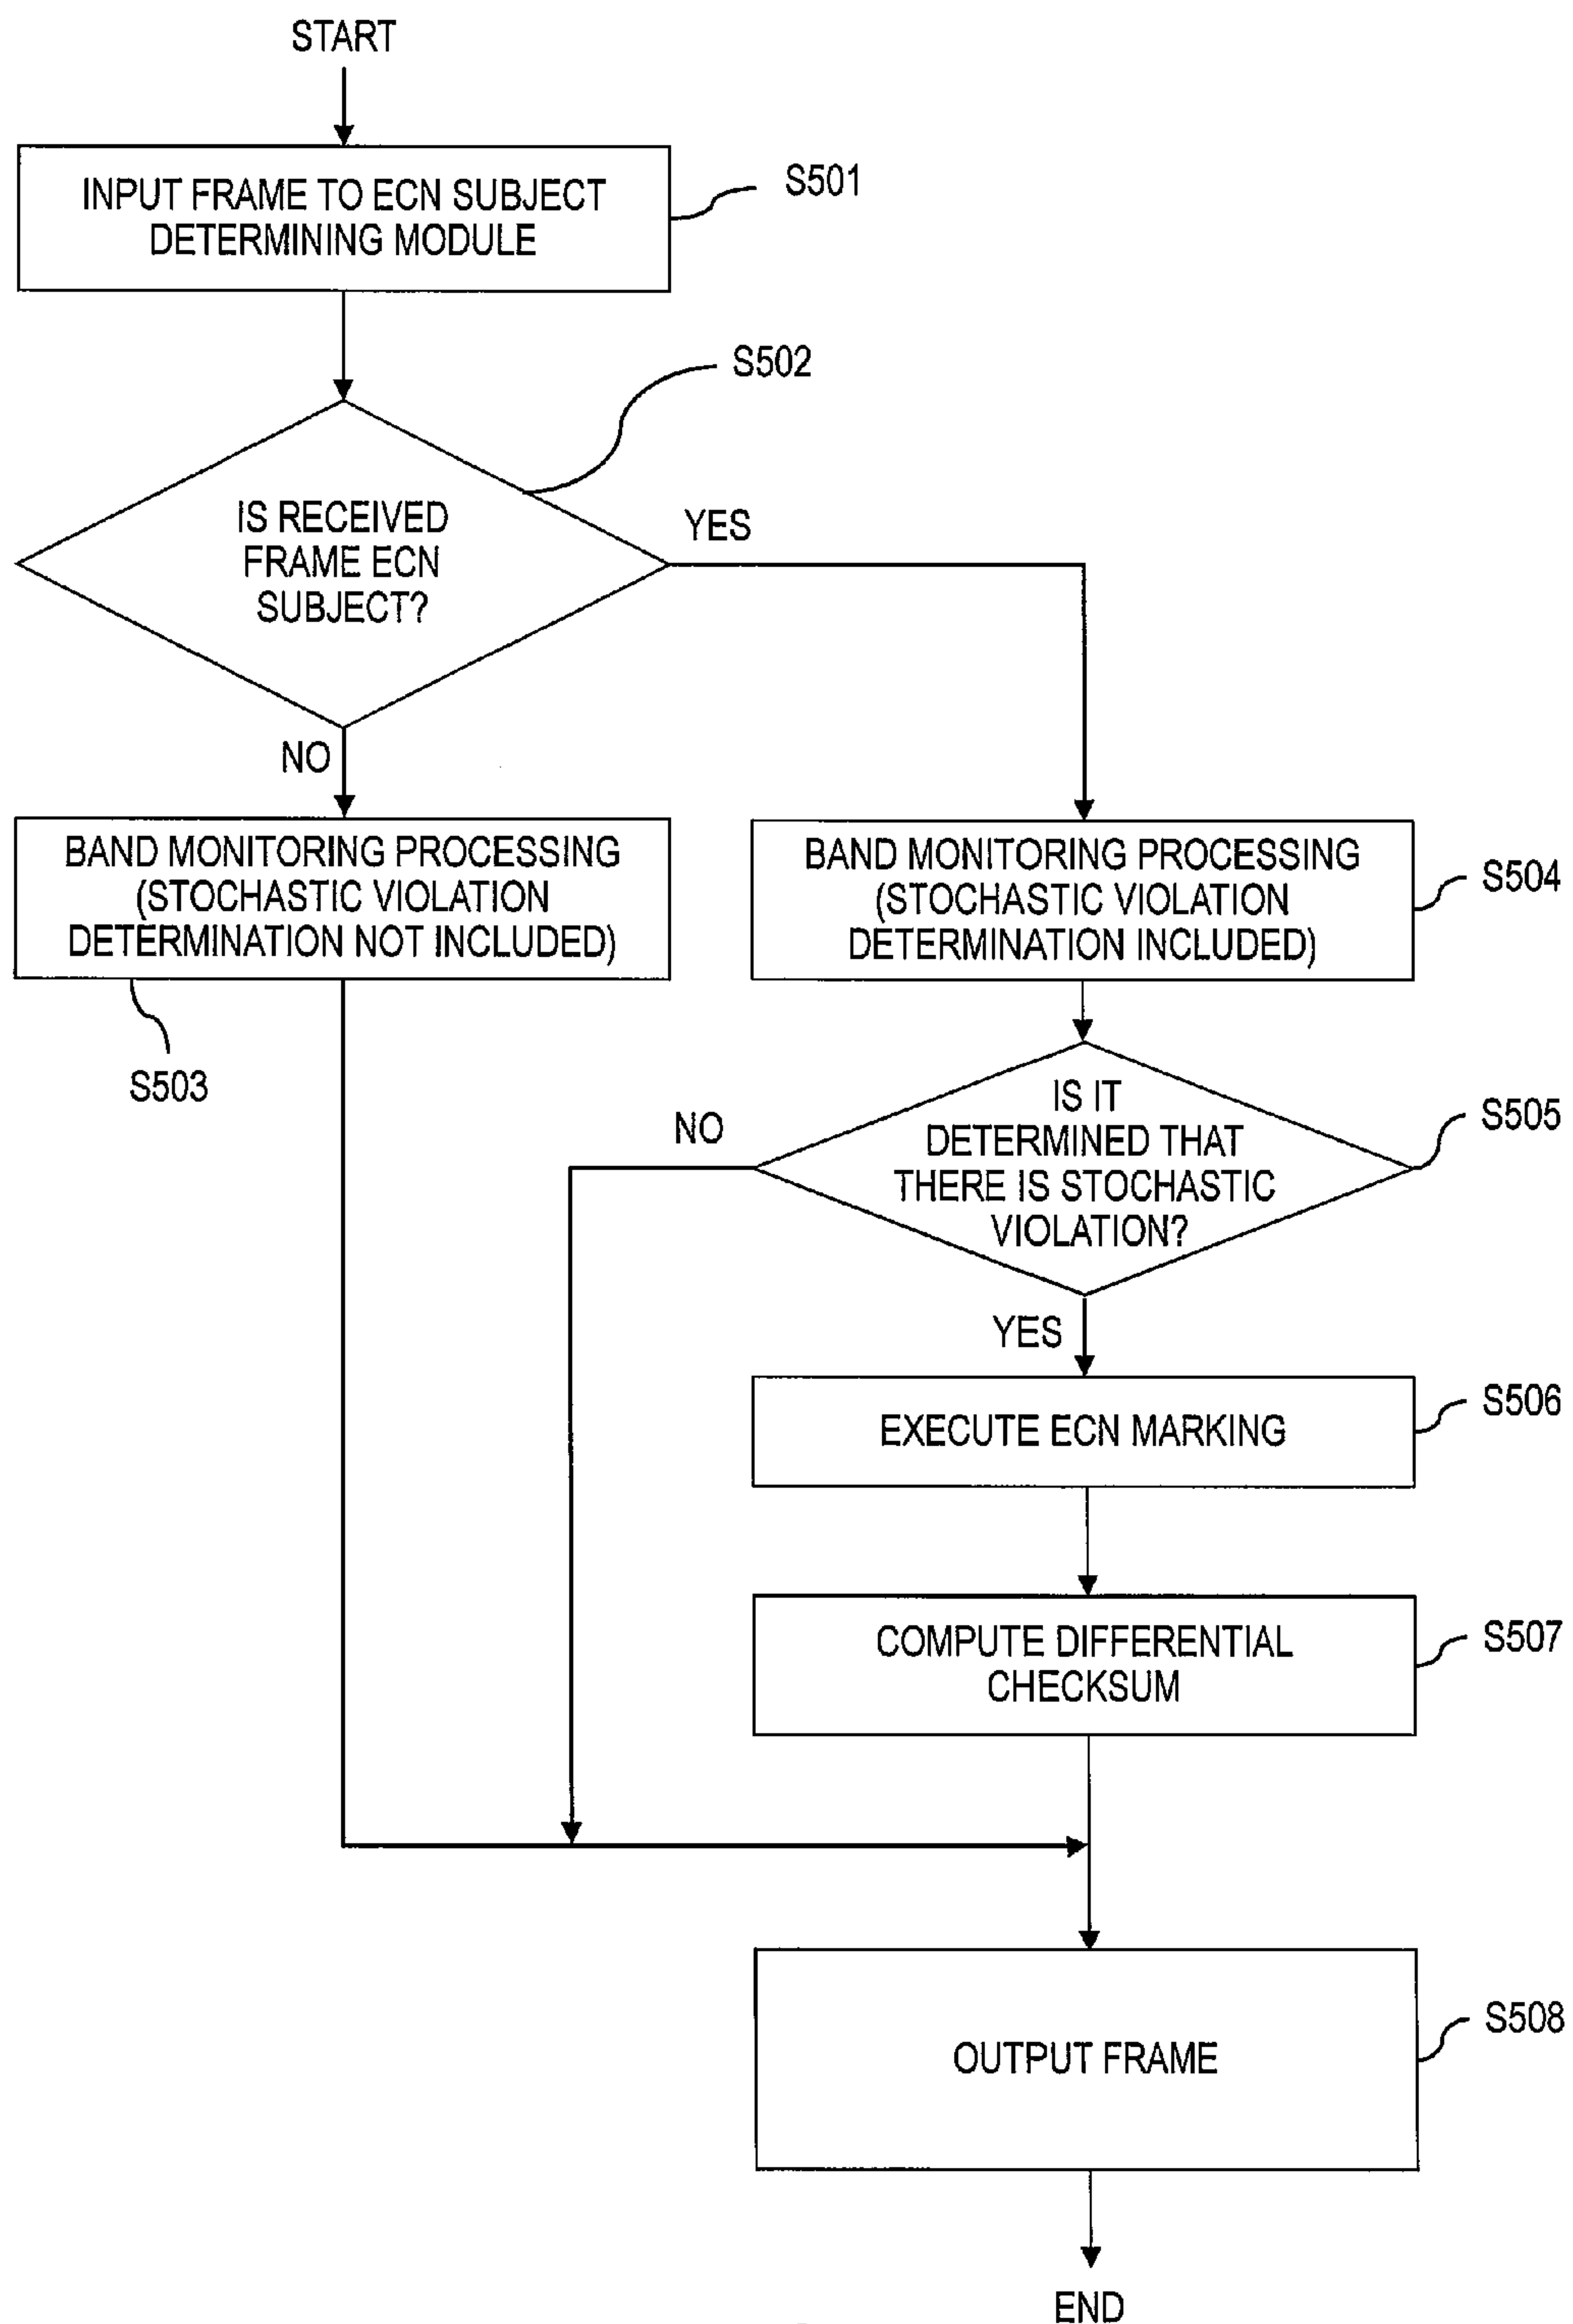 START
INPUT FRAME TO ECN SUBJECT
DETERMINING MODULE
S501
S502
IS RECEIVED
FRAME ECN
SUBJECT?
YES
NO
BAND MONITORING PROCESSING
(STOCHASTIC VIOLATION
DETERMINATION NOT INCLUDED)
S503
BAND MONITORING PROCESSING
(STOCHASTIC VIOLATION
DETERMINATION INCLUDED)
S504
IS IT
DETERMINED THAT
THERE IS STOCHASTIC
VIOLATION?
S505
NO
YES
EXECUTE ECN MARKING
S506
COMPUTE DIFFERENTIAL
CHECKSUM
S507
OUTPUT FRAME
S508
END